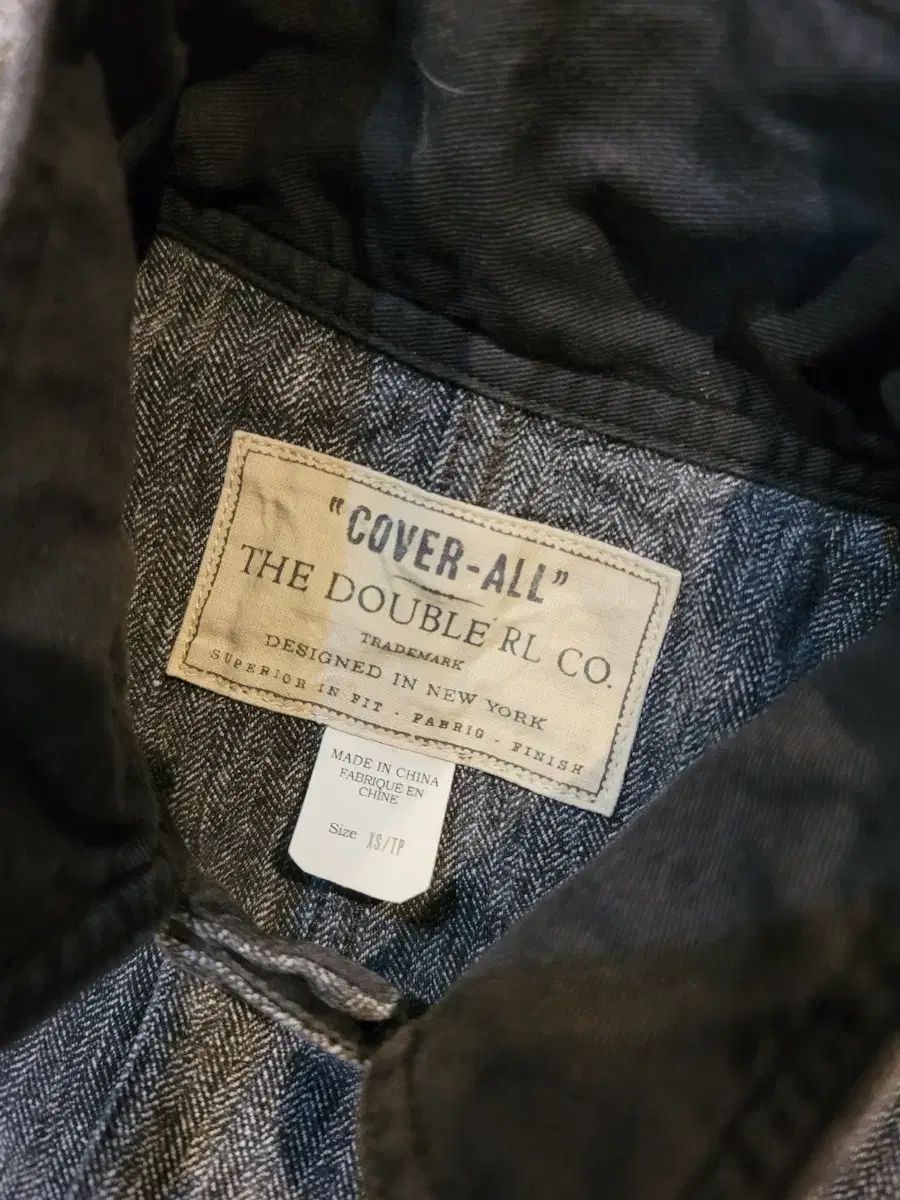 "COVER-ALL"
THE DOUBLE RL CO.
TRADEMARK
DESIGNED IN NEW YORK
SUPERIOR IN FIT · FABRIC · FINISH
MADE IN CHINA
FABRIQUÉ EN
CHINE
Size XS/TP